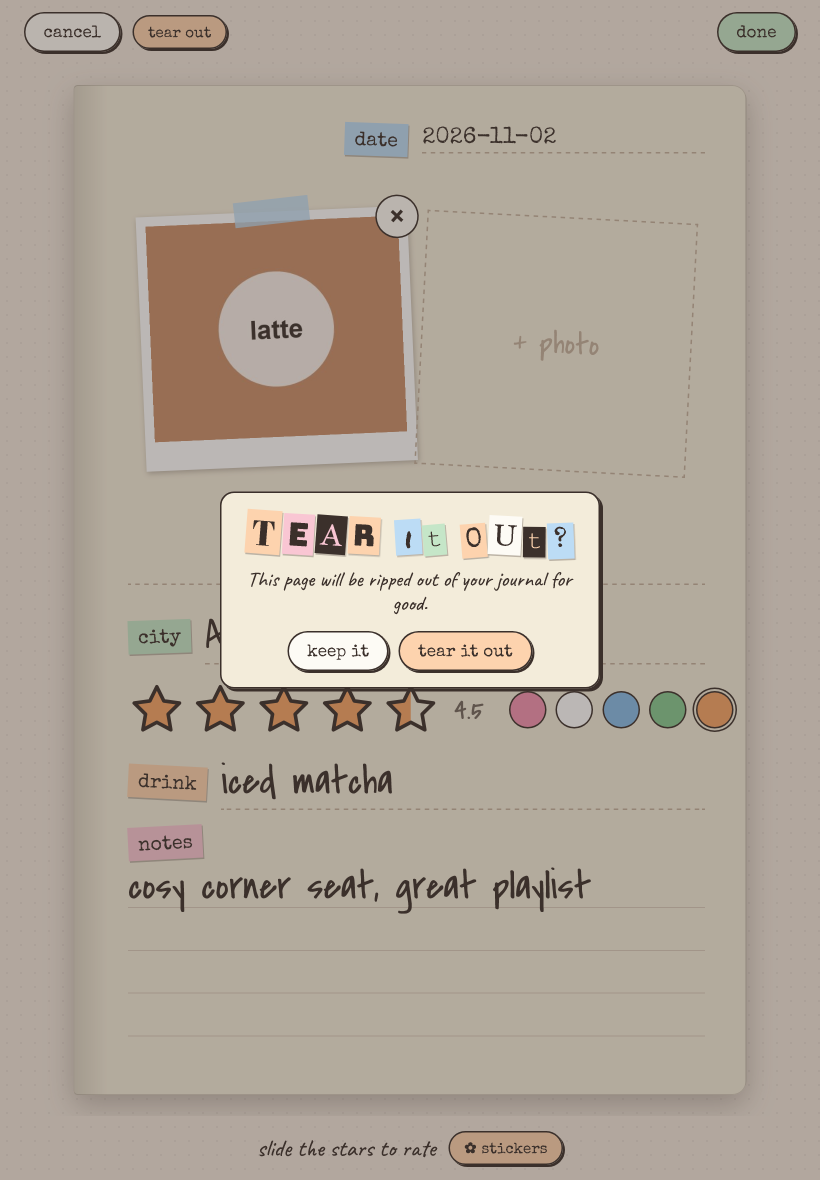 cancel tear out done
date 2026-11-02
latte
+ photo
TEAR it OUt?
This page will be ripped out of your journal for
good.
keep it tear it out
city A
4.5
drink iced matcha
notes
cosy corner seat, great playlist
slide the stars to rate ✿ stickers